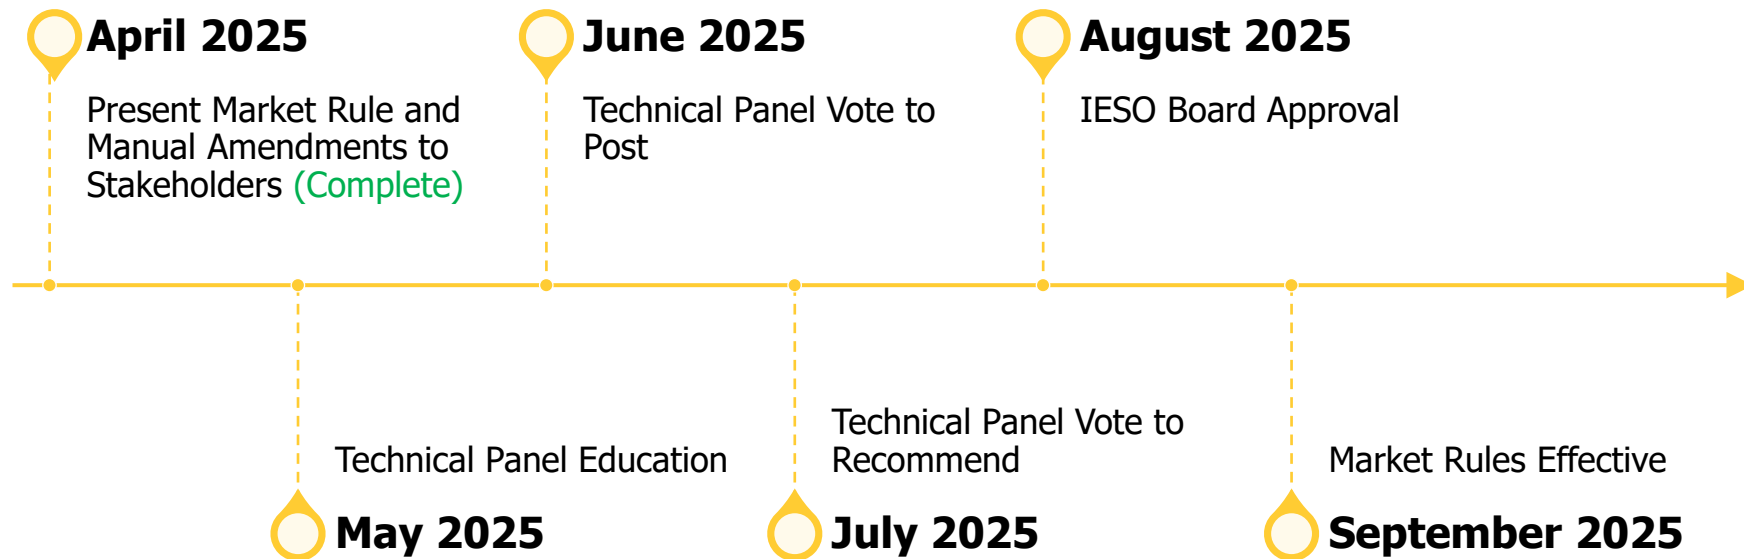 April 2025
Present Market Rule and
Manual Amendments to
Stakeholders (Complete)
June 2025
Technical Panel Vote to
Post
August 2025
IESO Board Approval
Technical Panel Education
May 2025
Technical Panel Vote to
Recommend
July 2025
Market Rules Effective
September 2025